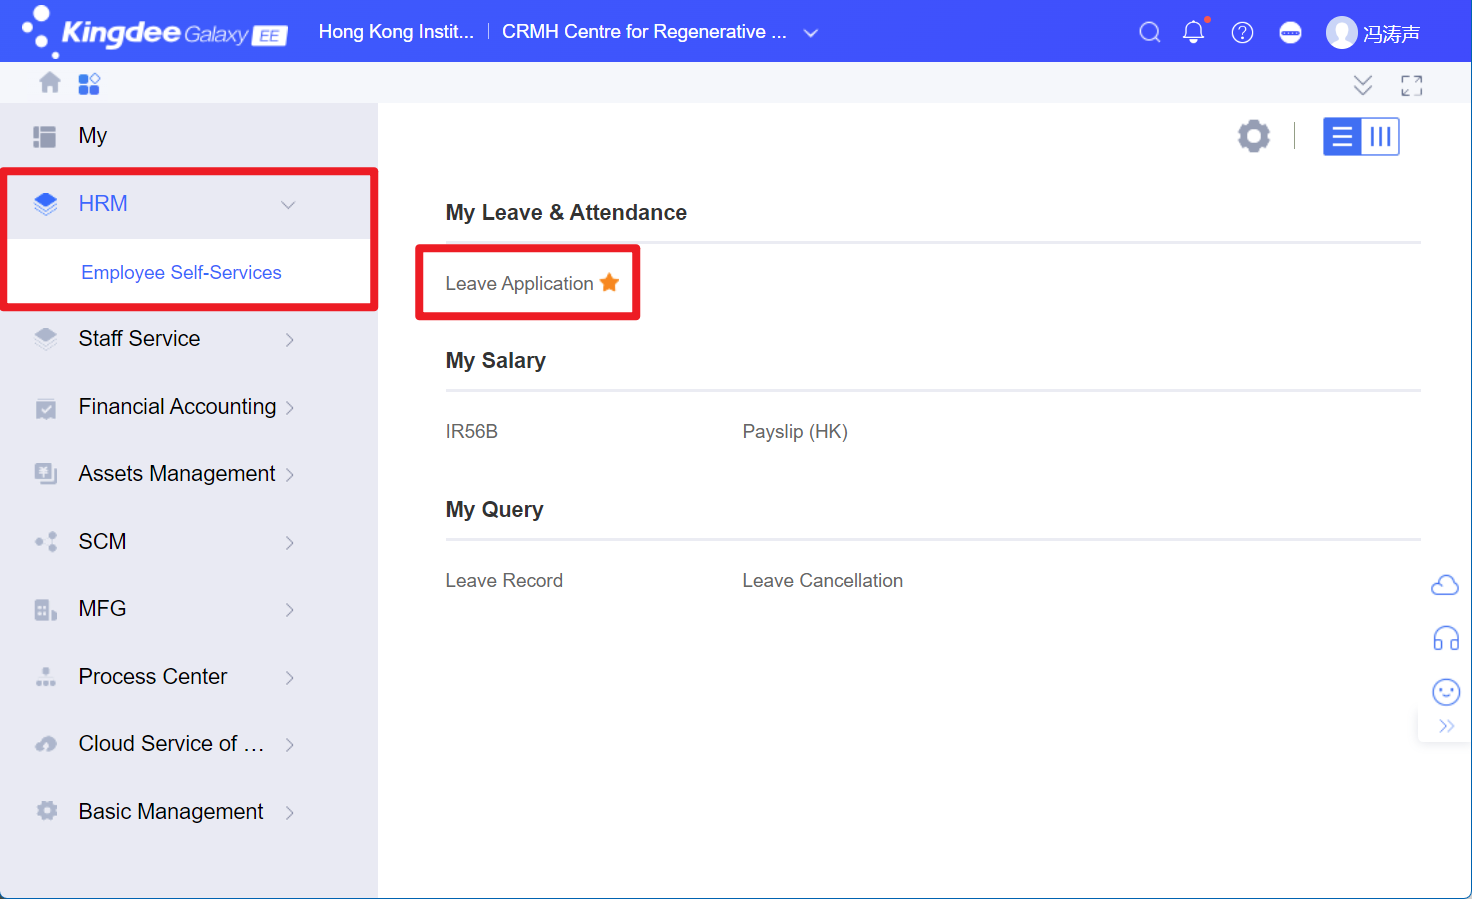 Kingdee Galaxy EE Hong Kong Instit... CRMH Centre for Regenerative ... 冯涛声
My
HRM
Employee Self-Services
Staff Service
Financial Accounting
Assets Management
SCM
MFG
Process Center
Cloud Service of ...
Basic Management
My Leave & Attendance
Leave Application
My Salary
IR56B Payslip (HK)
My Query
Leave Record Leave Cancellation